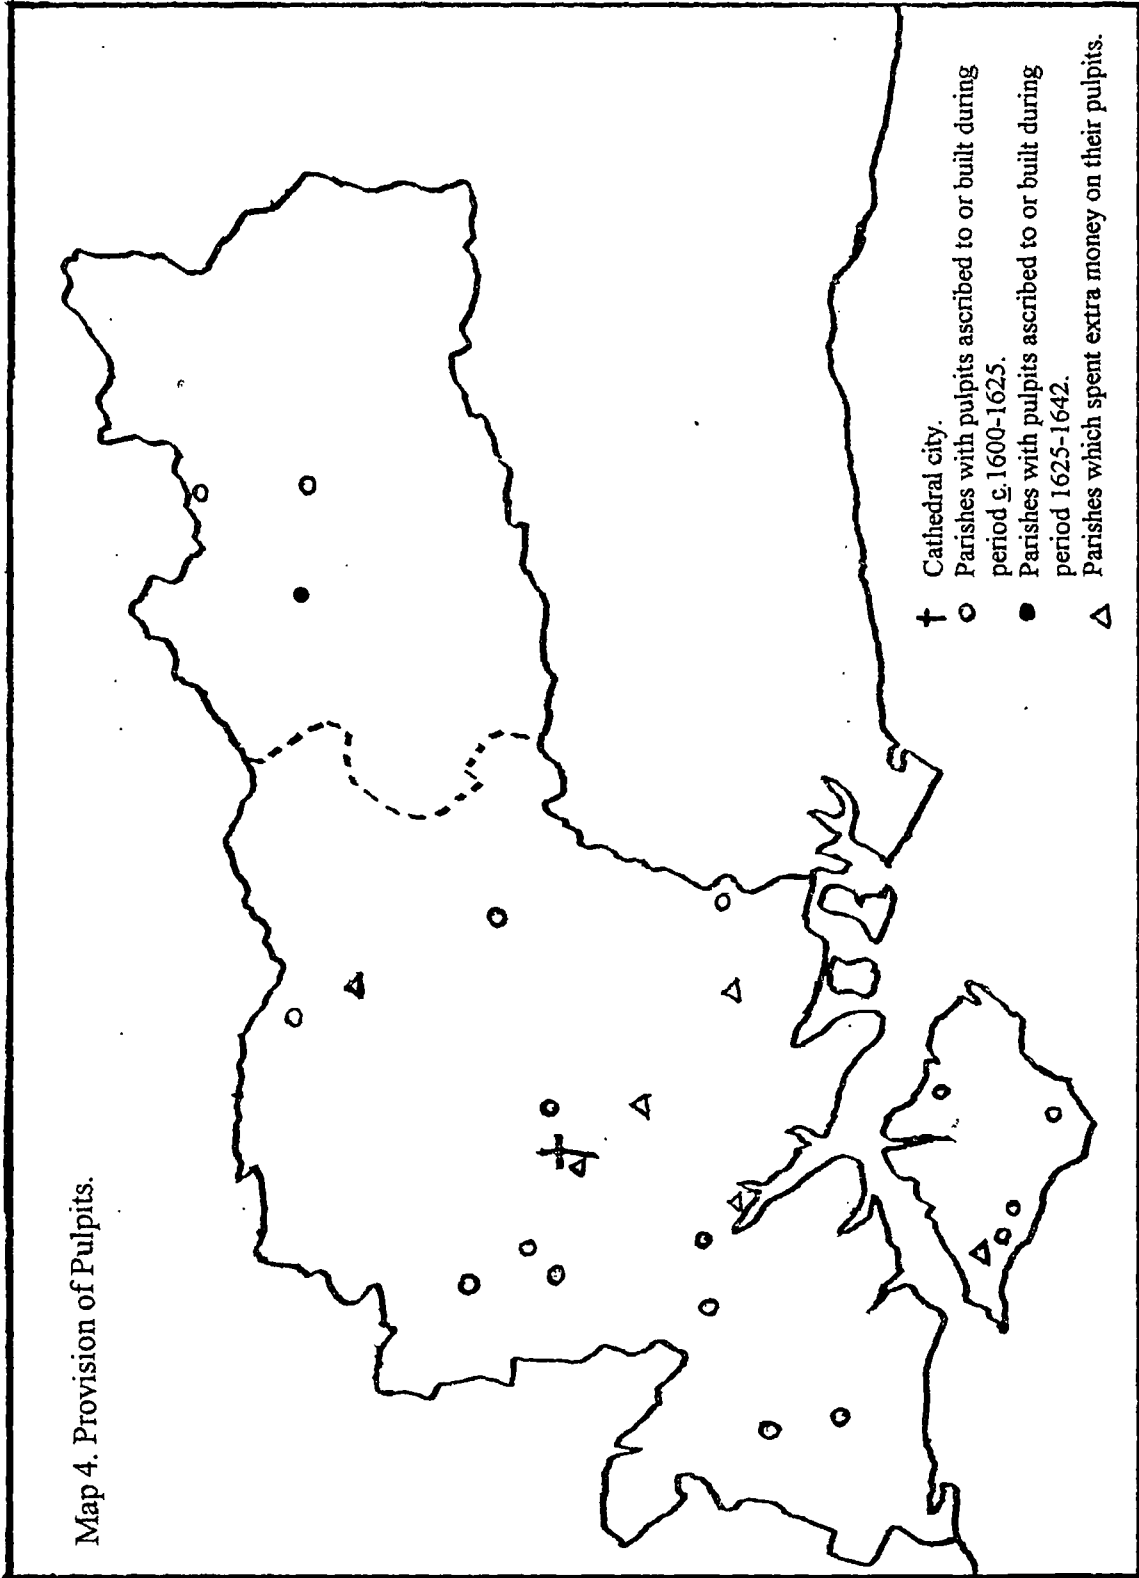 Map 4. Provision of Pulpits.
Cathedral city.
Parishes with pulpits ascribed to or built during
period c.1600-1625.
Parishes with pulpits ascribed to or built during
period 1625-1642.
Parishes which spent extra money on their pulpits.